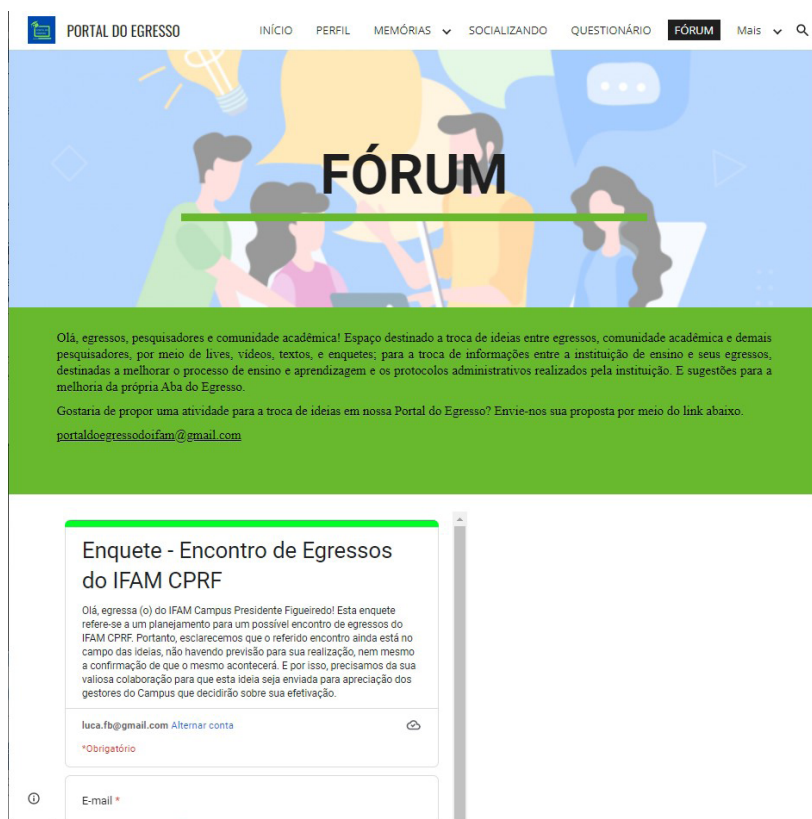 PORTAL DO EGRESSO INÍCIO PERFIL MEMÓRIAS SOCIALIZANDO QUESTIONÁRIO FÓRUM Mais
FÓRUM
Olá, egressos, pesquisadores e comunidade acadêmica! Espaço destinado a troca de ideias entre egressos, comunidade acadêmica e demais
pesquisadores, por meio de lives, vídeos, textos, e enquetes; para a troca de informações entre a instituição de ensino e seus egressos,
destinadas a melhorar o processo de ensino e aprendizagem e os protocolos administrativos realizados pela instituição. E sugestões para a
melhoria da própria Aba do Egresso.
Gostaria de propor uma atividade para a troca de ideias em nossa Portal do Egresso? Envie-nos sua proposta por meio do link abaixo.
portaldoegressodoifam@gmail.com
Enquete - Encontro de Egressos
do IFAM CPRF
Olá, egressa (o) do IFAM Campus Presidente Figueiredo! Esta enquete
refere-se a um planejamento para um possível encontro de egressos do
IFAM CPRF. Portanto, esclarecemos que o referido encontro ainda está no
campo das ideias, não havendo previsão para sua realização, nem mesmo
a confirmação de que o mesmo acontecerá. E por isso, precisamos da sua
valiosa colaboração para que esta ideia seja enviada para apreciação dos
gestores do Campus que decidirão sobre sua efetivação.
luca.fb@gmail.com Alternar conta
*Obrigatório
E-mail *